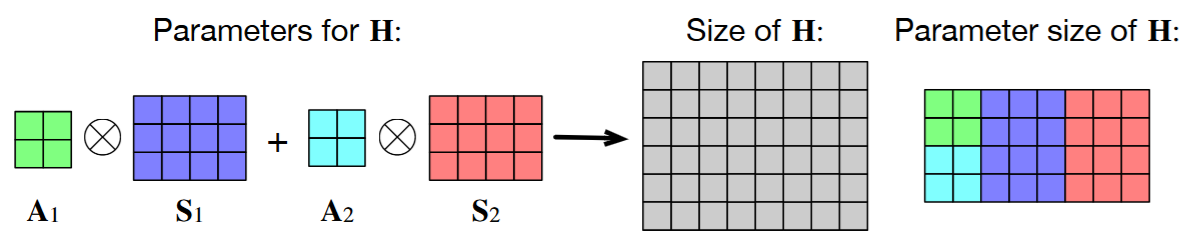 Parameters for H:
Size of H:
Parameter size of H:
+
A1
S1
A2
S2